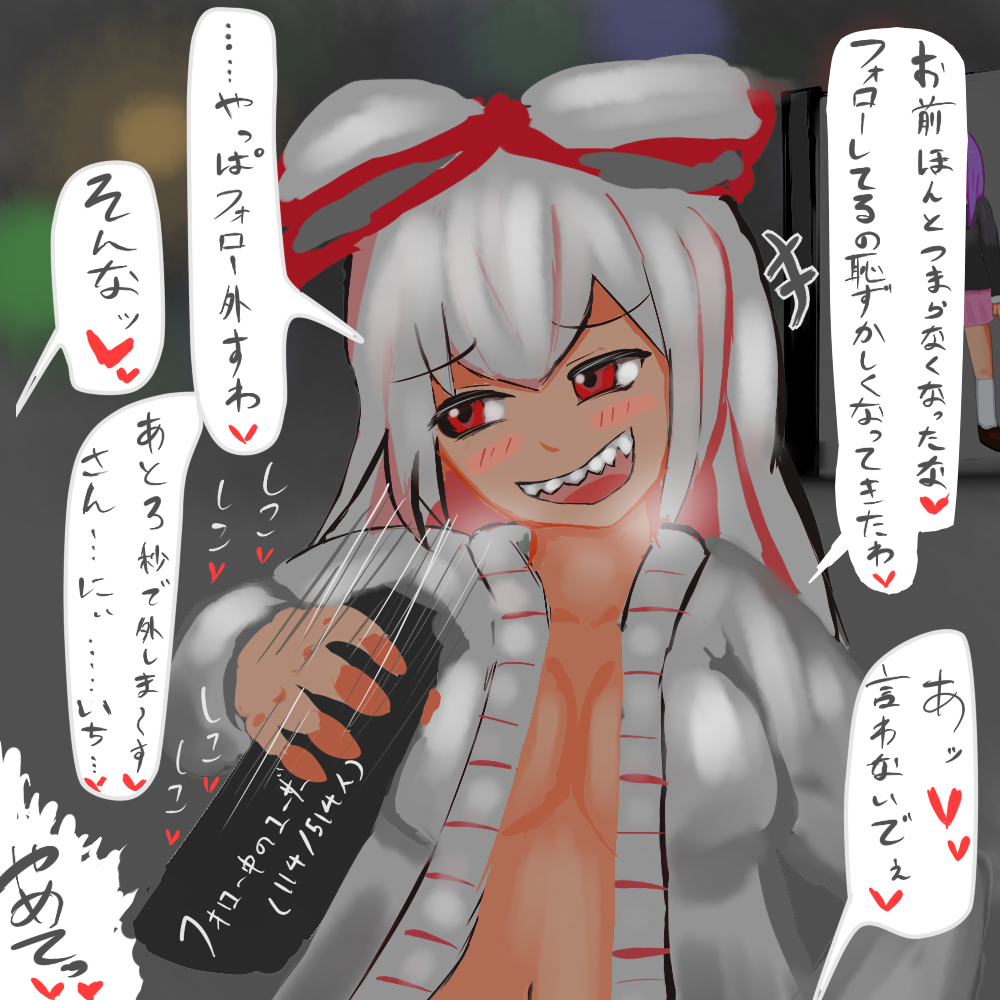 お前ほんとつまらなくなったな
フォローしてるの恥ずかしくなってきたわ
あッ
言わないでぇ
……やっぱフォロー外すわ
そんなッ
あとろ秒で外しま〜す
さん…にぃ……いち…
しこ
しこ
しこ
しこ
やめてっ
フォロー中のユーザー
(114/514人)